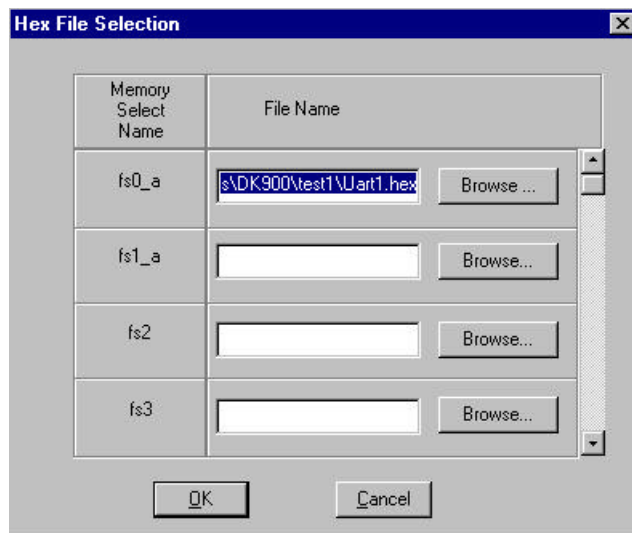 Hex File Selection
Memory
Select
Name
File Name
fs0_a
s\DK900\test1\Uart1.hex
Browse ...
fs1_a
Browse...
fs2
Browse...
fs3
Browse...
OK
Cancel